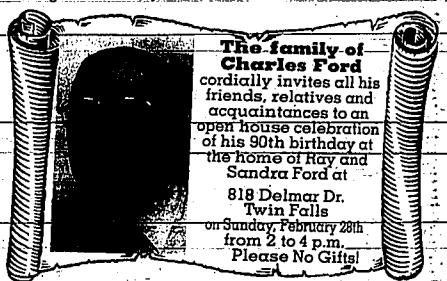 The family of
Charles Ford
cordially invites all his
friends, relatives and
acquaintances to an
open house celebration
of his 90th birthday at
the home of Ray and
Sandra Ford at
818 Delmar Dr.
Twin Falls
on Sunday, February 28th
from 2 to 4 p.m.
Please No Gifts!